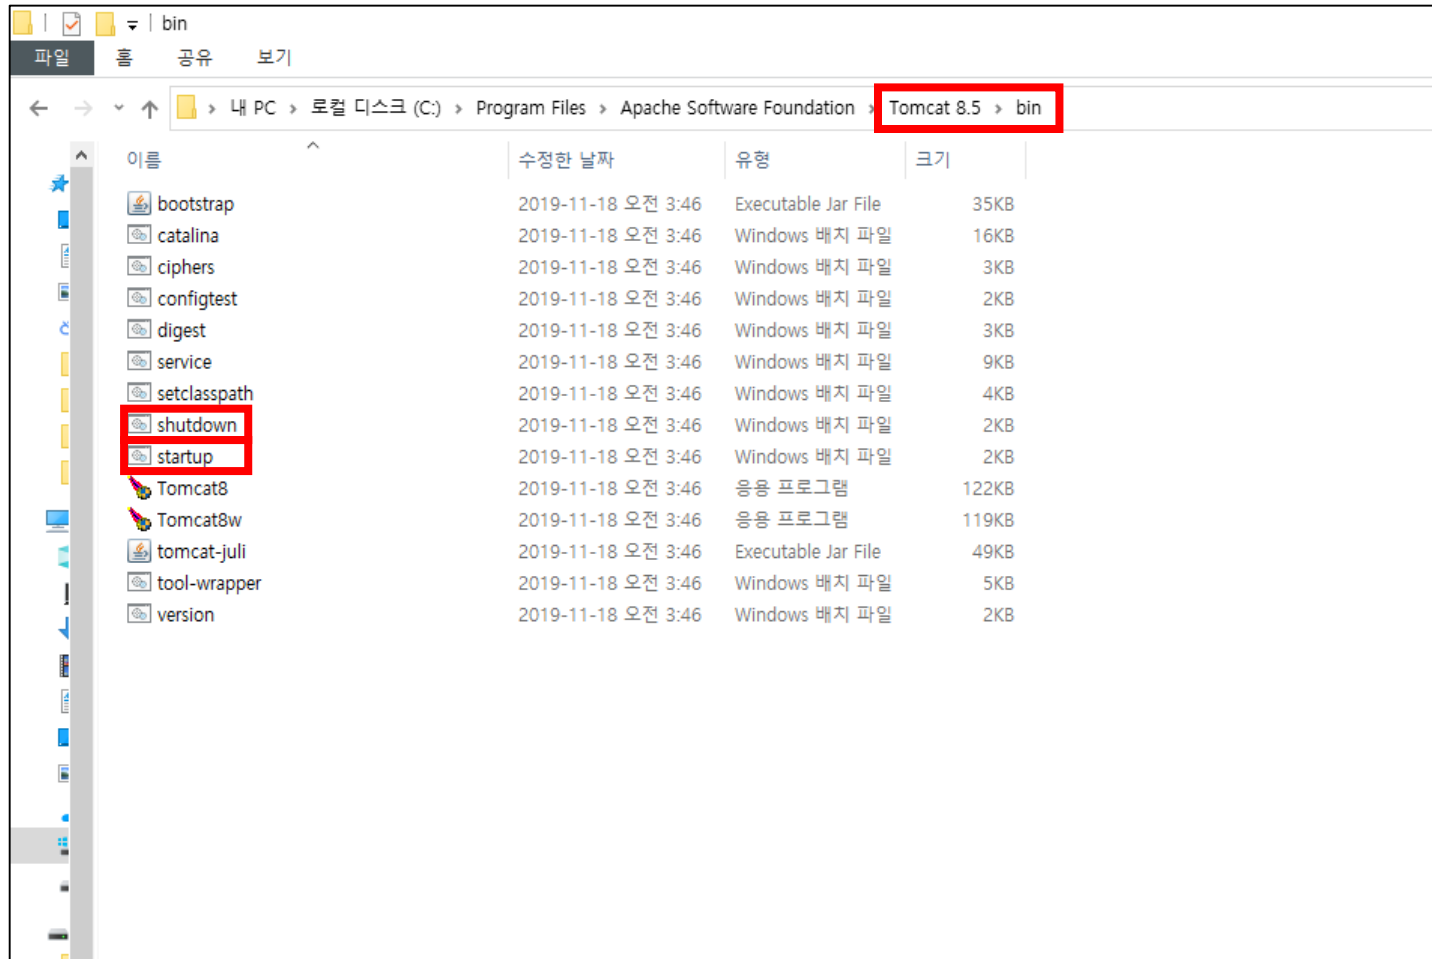 bin
파일 홈 공유 보기
내 PC › 로컬 디스크 (C:) › Program Files › Apache Software Foundation › Tomcat 8.5 › bin
이름 수정한 날짜 유형 크기
bootstrap 2019-11-18 오전 3:46 Executable Jar File 35KB
catalina 2019-11-18 오전 3:46 Windows 배치 파일 16KB
ciphers 2019-11-18 오전 3:46 Windows 배치 파일 3KB
configtest 2019-11-18 오전 3:46 Windows 배치 파일 2KB
digest 2019-11-18 오전 3:46 Windows 배치 파일 3KB
service 2019-11-18 오전 3:46 Windows 배치 파일 9KB
setclasspath 2019-11-18 오전 3:46 Windows 배치 파일 4KB
shutdown 2019-11-18 오전 3:46 Windows 배치 파일 2KB
startup 2019-11-18 오전 3:46 Windows 배치 파일 2KB
Tomcat8 2019-11-18 오전 3:46 응용 프로그램 122KB
Tomcat8w 2019-11-18 오전 3:46 응용 프로그램 119KB
tomcat-juli 2019-11-18 오전 3:46 Executable Jar File 49KB
tool-wrapper 2019-11-18 오전 3:46 Windows 배치 파일 5KB
version 2019-11-18 오전 3:46 Windows 배치 파일 2KB